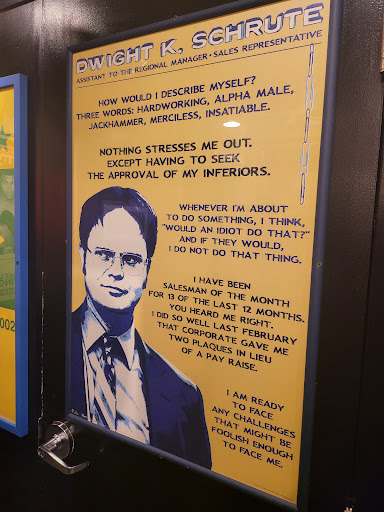 DWIGHT K. SCHRUTE
ASSISTANT TO THE REGIONAL MANAGER • SALES REPRESENTATIVE
HOW WOULD I DESCRIBE MYSELF?
THREE WORDS: HARDWORKING, ALPHA MALE,
JACKHAMMER, MERCILESS, INSATIABLE.
NOTHING STRESSES ME OUT.
EXCEPT HAVING TO SEEK
THE APPROVAL OF MY INFERIORS.
WHENEVER I'M ABOUT
TO DO SOMETHING, I THINK,
"WOULD AN IDIOT DO THAT?"
AND IF THEY WOULD,
I DO NOT DO THAT THING.
I HAVE BEEN
SALESMAN OF THE MONTH
FOR 13 OF THE LAST 12 MONTHS.
YOU HEARD ME RIGHT.
I DID SO WELL LAST FEBRUARY
THAT CORPORATE GAVE ME
TWO PLAQUES IN LIEU
OF A PAY RAISE.
I AM READY
TO FACE
ANY CHALLENGES
THAT MIGHT BE
FOOLISH ENOUGH
TO FACE ME.
002